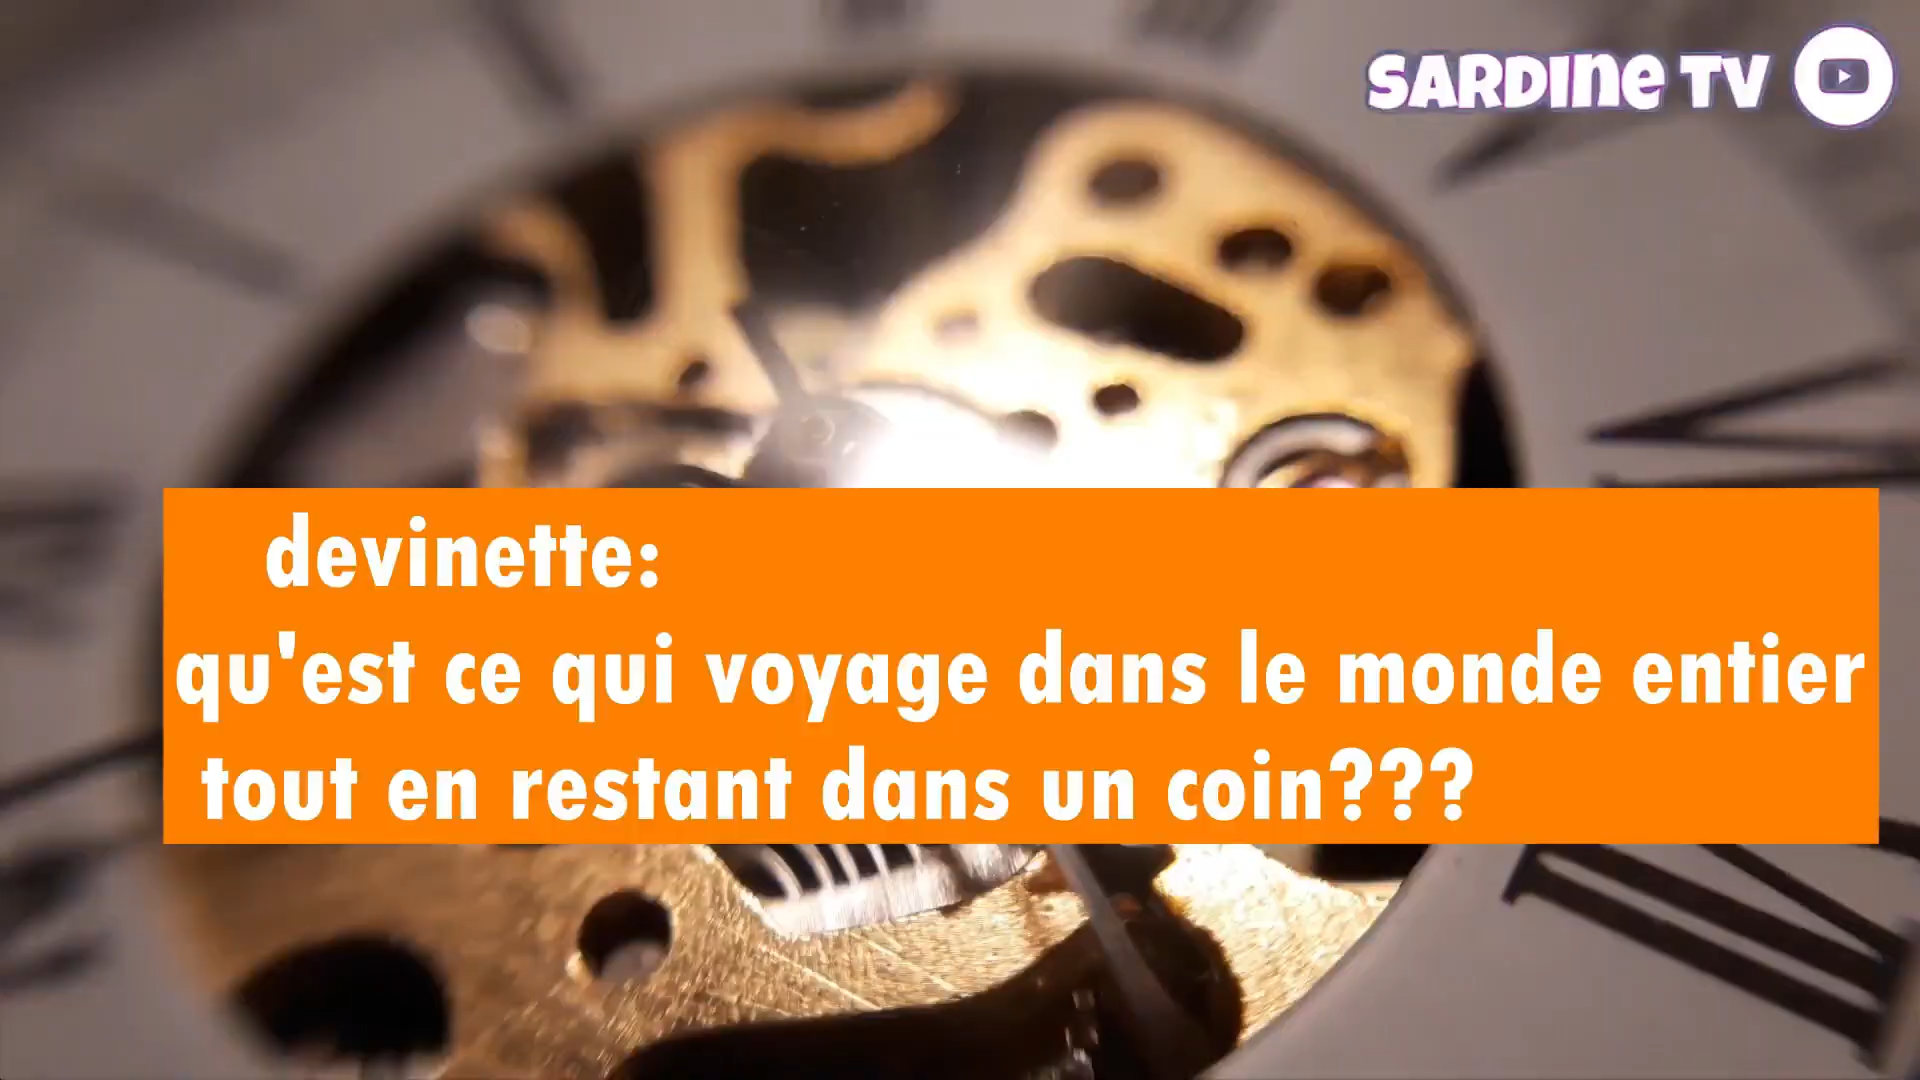 SARDINE TV
devinette:
qu'est ce qui voyage dans le monde entier
tout en restant dans un coin???